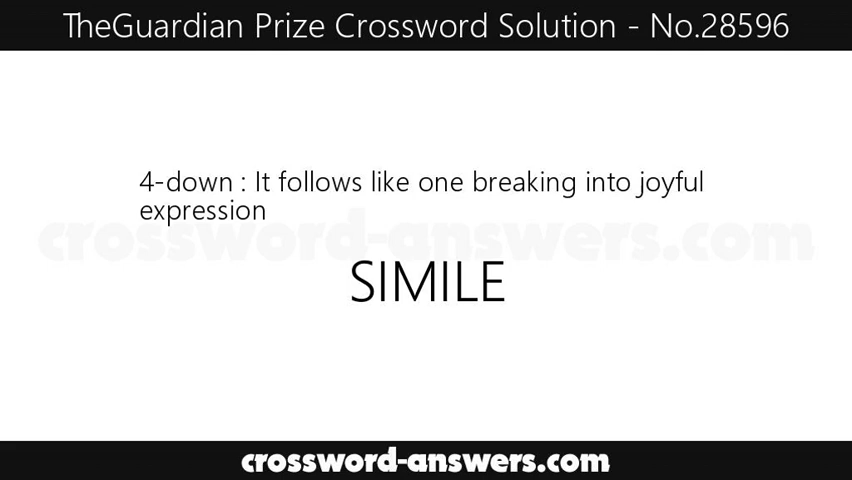 TheGuardian Prize Crossword Solution - No.28596
4-down : It follows like one breaking into joyful
expression
crossword-answers.com
SIMILE
crossword-answers.com